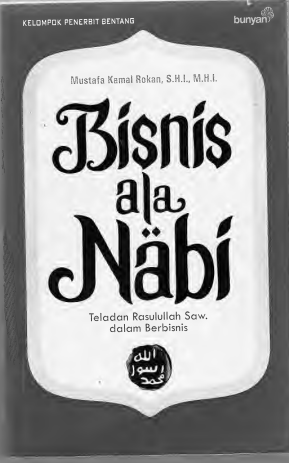 KELOMPOK PENERBIT BENTANG
bunyan
Mustafa Kamal Rokan, S.H.I., M.H.I.
Bisnis
ala
Näbi
Teladan Rasulullah Saw.
dalam Berbisnis
الله
رسول
محمد